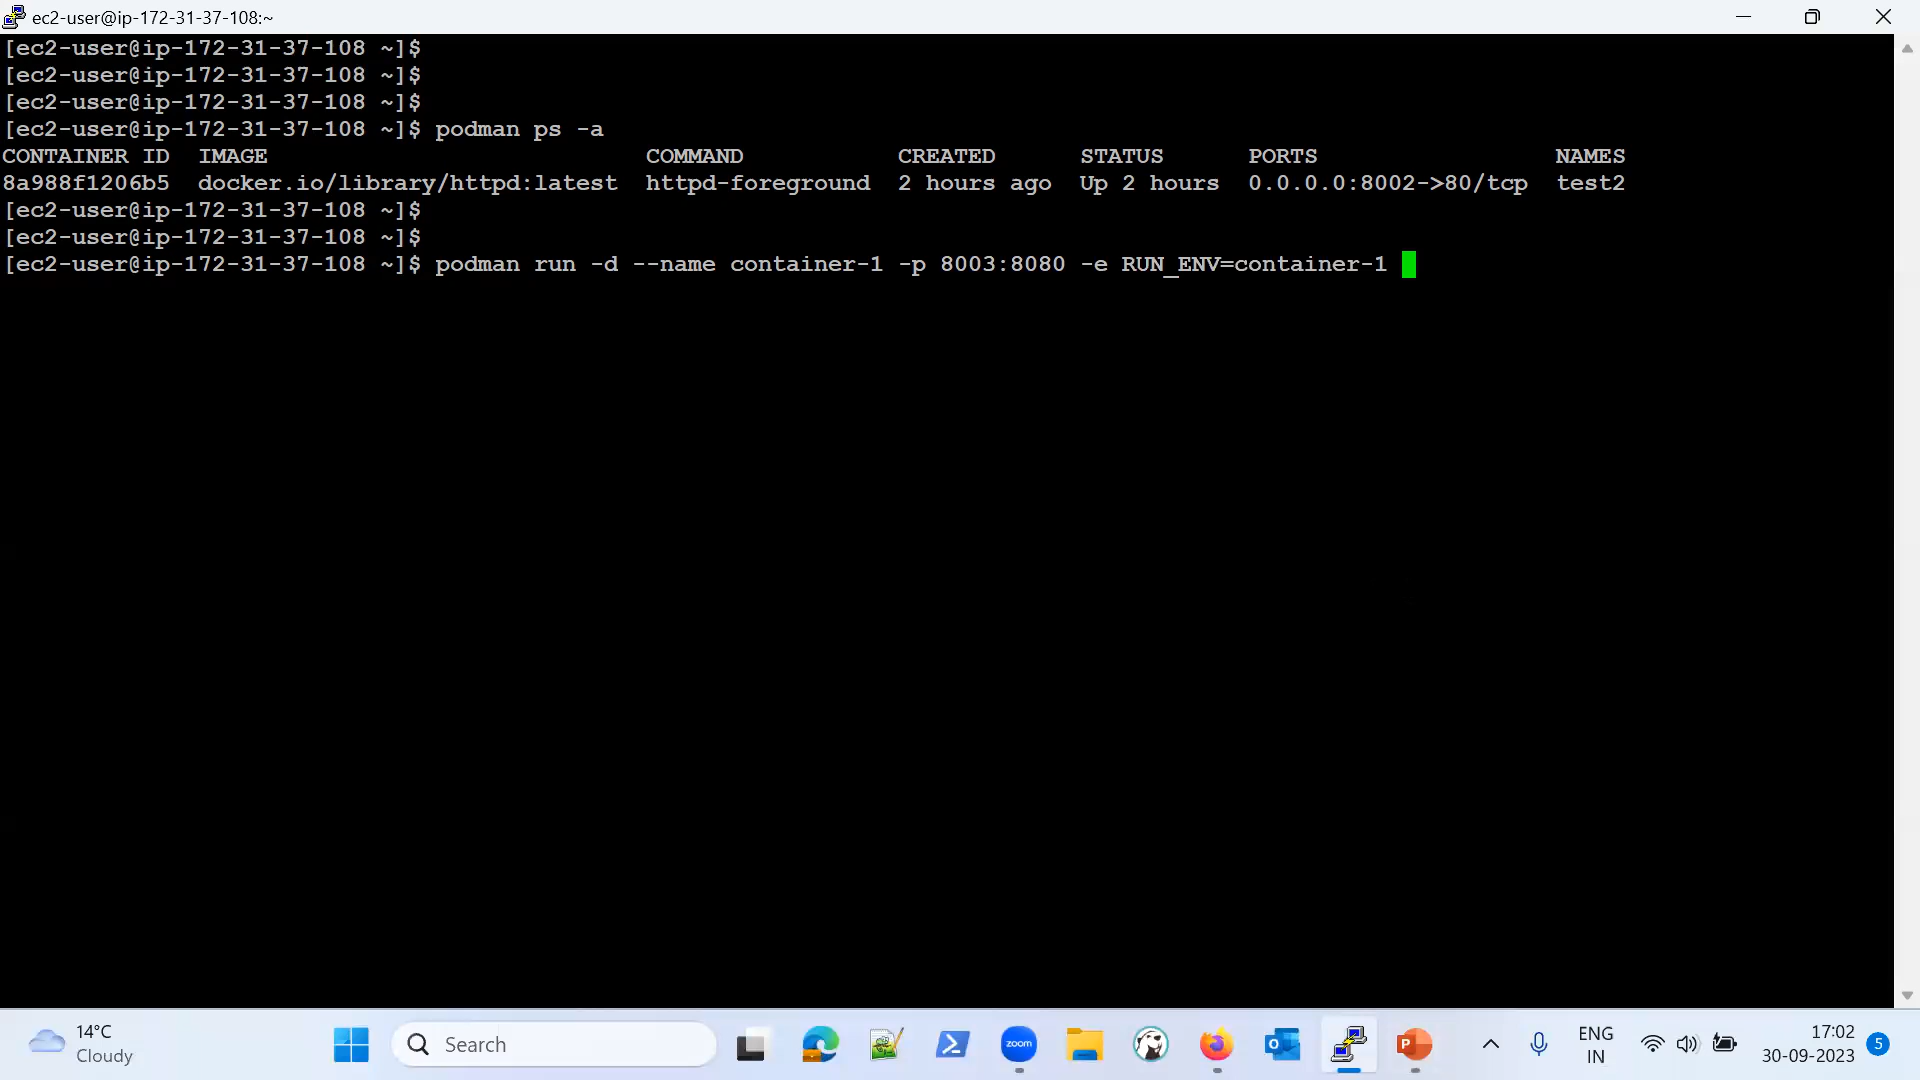 ec2-user@ip-172-31-37-108:~
[ec2-user@ip-172-31-37-108 ~]$
[ec2-user@ip-172-31-37-108 ~]$
[ec2-user@ip-172-31-37-108 ~]$
[ec2-user@ip-172-31-37-108 ~]$ podman ps -a
CONTAINER ID  IMAGE                           COMMAND           CREATED      STATUS      PORTS                 NAMES
8a988f1206b5  docker.io/library/httpd:latest  httpd-foreground  2 hours ago  Up 2 hours  0.0.0.0:8002->80/tcp  test2
[ec2-user@ip-172-31-37-108 ~]$
[ec2-user@ip-172-31-37-108 ~]$
[ec2-user@ip-172-31-37-108 ~]$ podman run -d --name container-1 -p 8003:8080 -e RUN_ENV=container-1
14°C
Cloudy
Search
zoom
ENG
IN
17:02
30-09-2023
5